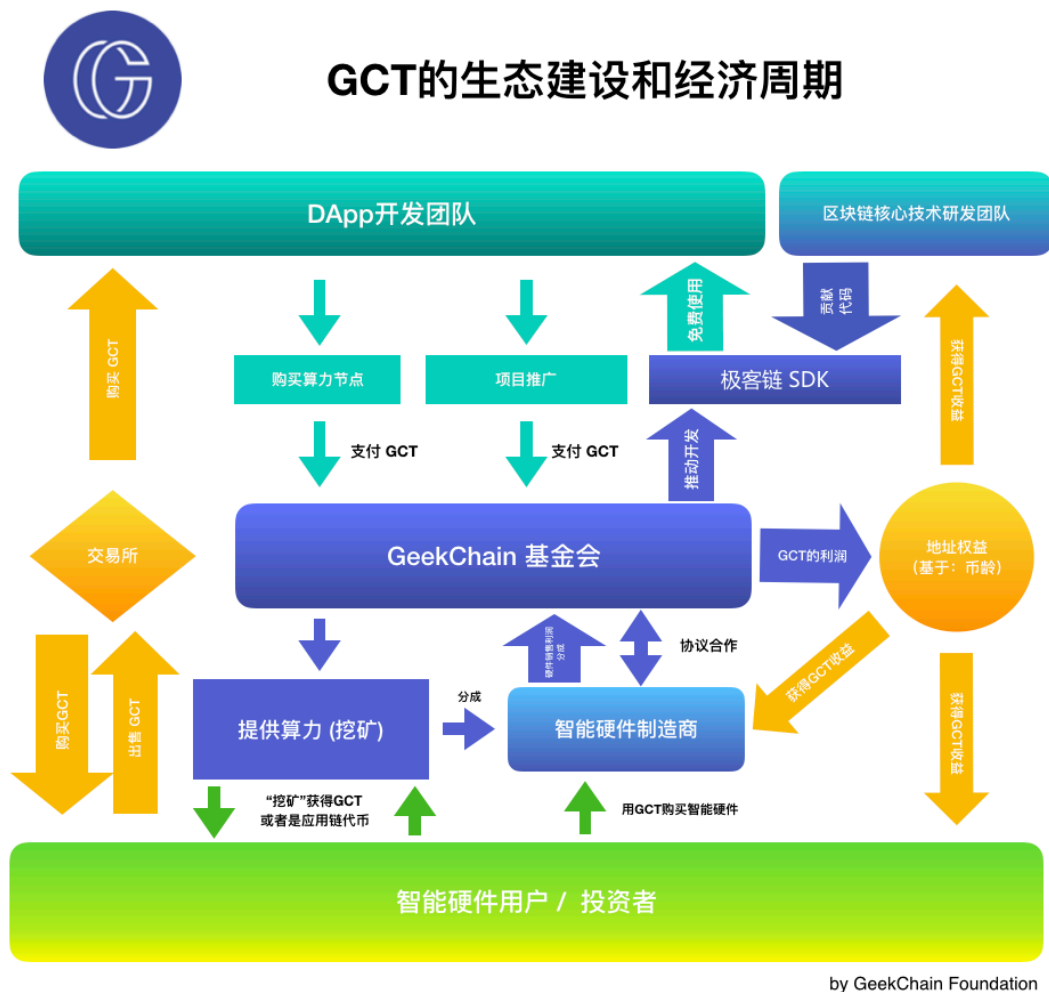 GCT的生态建设和经济周期
DApp开发团队
区块链核心技术研发团队
购买 GCT
免费使用
贡献
代码
获得GCT收益
购买算力节点
项目推广
极客链 SDK
支付 GCT
支付 GCT
推动开发
交易所
GeekChain 基金会
GCT的利润
地址权益
(基于：币龄)
硬件销售利润
分成
协议合作
获得GCT收益
购买GCT
出售 GCT
提供算力 (挖矿)
分成
智能硬件制造商
获得GCT收益
“挖矿”获得GCT
或者是应用链代币
用GCT购买智能硬件
智能硬件用户 / 投资者
by GeekChain Foundation